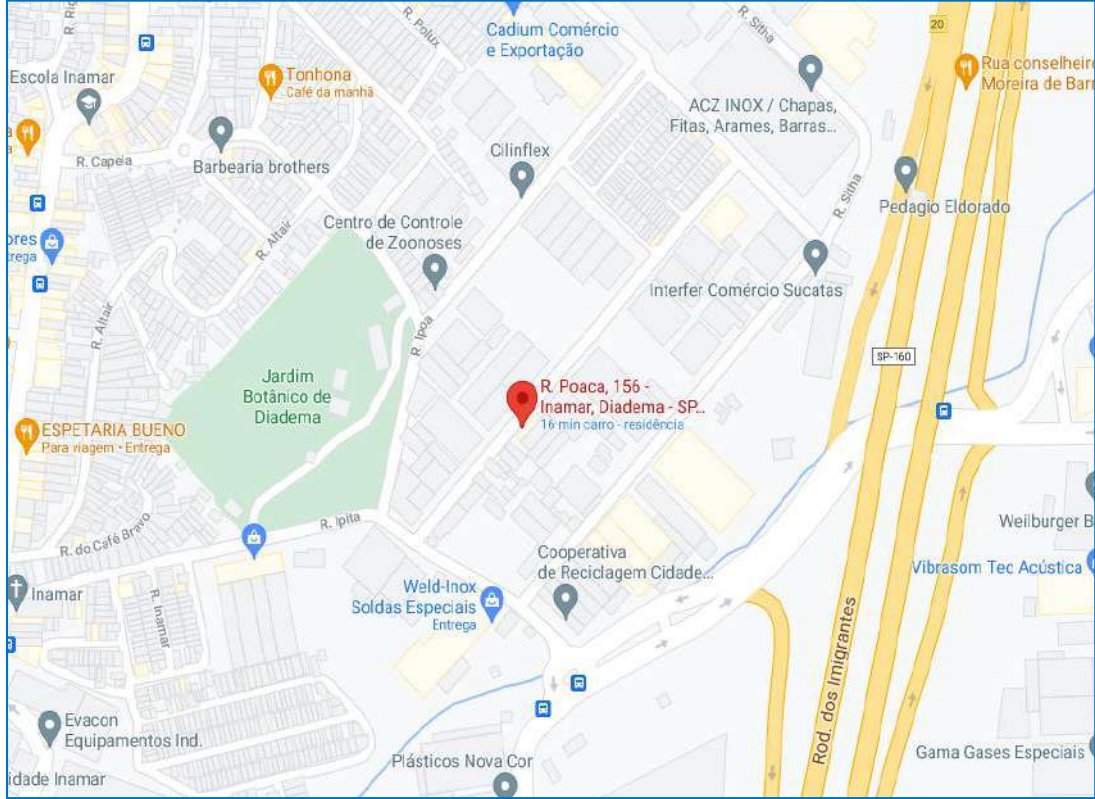 R. Rig
R. Polux
Cadium Comércio
e Exportação
R. Sitha
20
Rua conselheiro
Moreira de Barr
Escola Inamar
Tonhona
Café da manhã
ACZ INOX / Chapas,
Fitas, Arames, Barras...
Cilinflex
R. Capela
Barbearia brothers
R. Sitha
Pedagio Eldorado
Centro de Controle
de Zoonoses
ores
trega
R. Altair
Interfer Comércio Sucatas
R. Altair
R. Ipoa
SP-160
Jardim
Botânico de
Diadema
R. Poaca, 156 -
Inamar, Diadema - SP...
16 min carro - residência
ESPETARIA BUENO
Para viagem - Entrega
R. Ipita
Weilburger B
R. do Café Bravo
Cooperativa
de Reciclagem Cidade...
Vibrasom Tec Acústica
Inamar
R. Inamar
Weld-Inox
Soldas Especiais
Entrega
Rod. dos Imigrantes
Evacon
Equipamentos Ind.
Plásticos Nova Cor
Gama Gases Especiais
idade Inamar